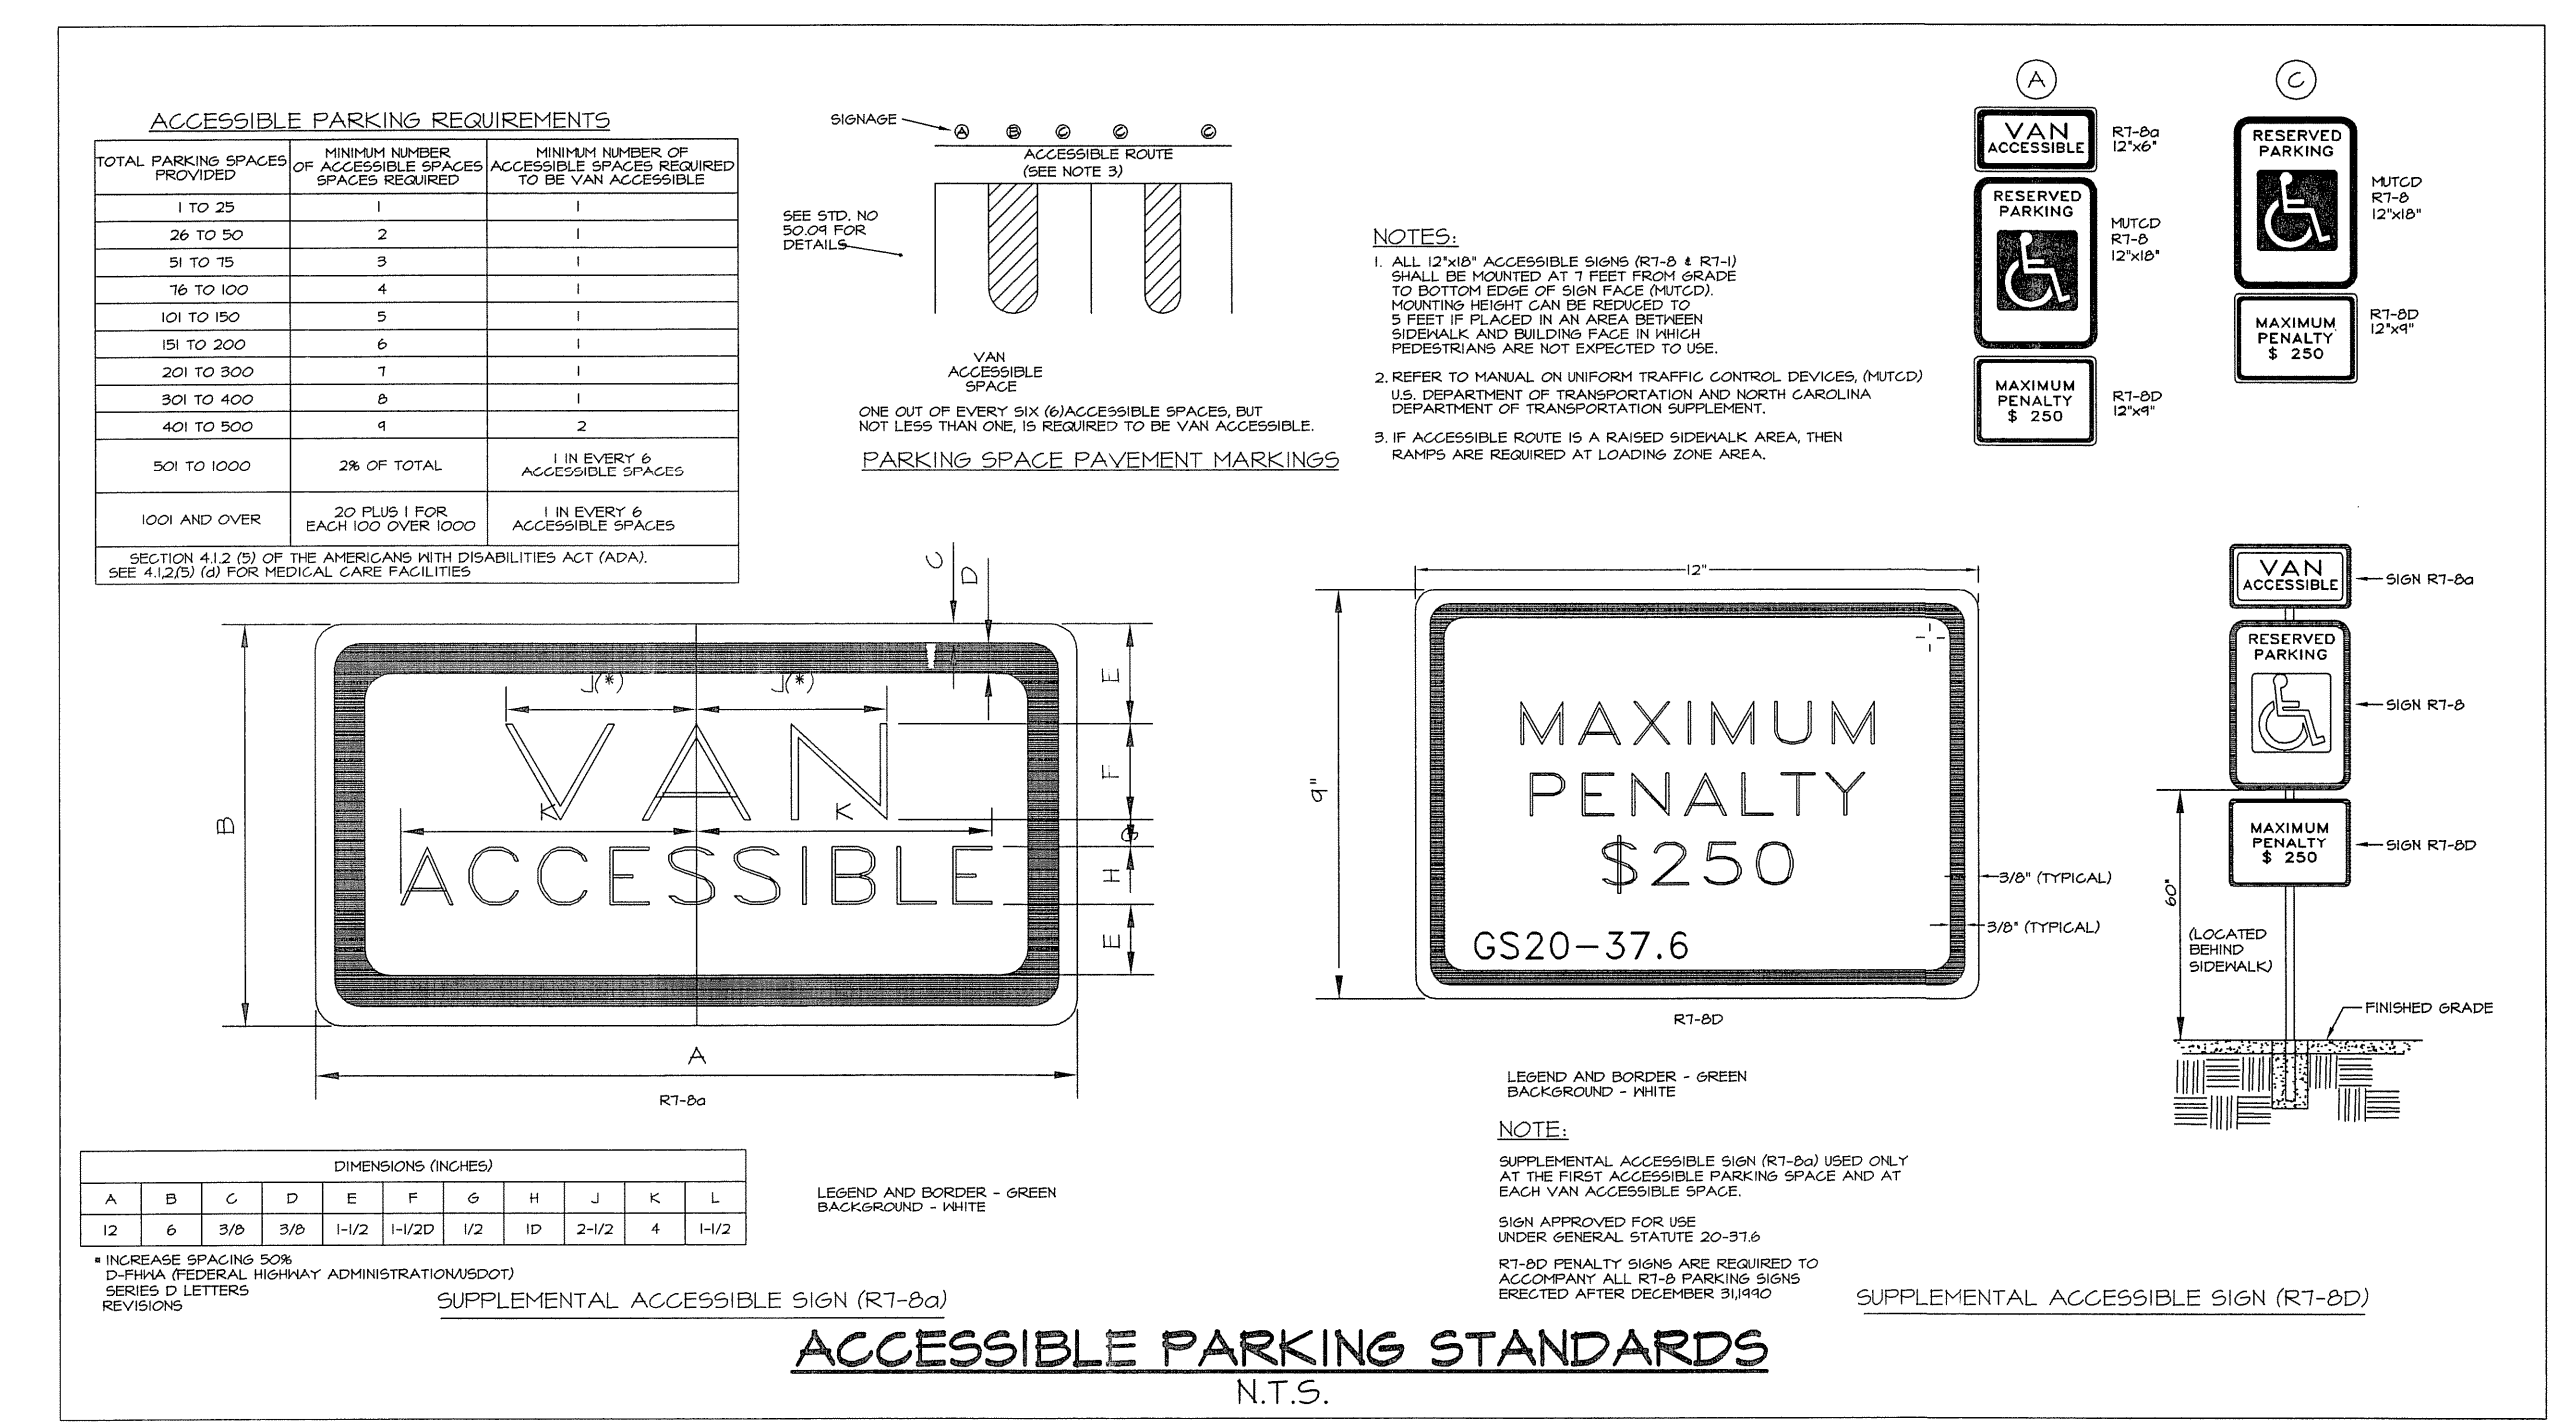 ACCESSIBLE PARKING REQUIREMENTS
TOTAL PARKING SPACES
PROVIDED
MINIMUM NUMBER
OF ACCESSIBLE SPACES
SPACES REQUIRED
MINIMUM NUMBER OF
ACCESSIBLE SPACES REQUIRED
TO BE VAN ACCESSIBLE
1 TO 25 1 1
26 TO 50 2 1
51 TO 75 3 1
76 TO 100 4 1
101 TO 150 5 1
151 TO 200 6 1
201 TO 300 7 1
301 TO 400 8 1
401 TO 500 9 2
501 TO 1000 2% OF TOTAL 1 IN EVERY 6
ACCESSIBLE SPACES
1001 AND OVER 20 PLUS 1 FOR
EACH 100 OVER 1000
1 IN EVERY 6
ACCESSIBLE SPACES
SECTION 4.1.2 (5) OF THE AMERICANS WITH DISABILITIES ACT (ADA).
SEE 4.1,2,(5) (d) FOR MEDICAL CARE FACILITIES
SIGNAGE
A B C C C
ACCESSIBLE ROUTE
(SEE NOTE 3)
SEE STD. NO
50.09 FOR
DETAILS
VAN
ACCESSIBLE
SPACE
ONE OUT OF EVERY SIX (6)ACCESSIBLE SPACES, BUT
NOT LESS THAN ONE, IS REQUIRED TO BE VAN ACCESSIBLE.
PARKING SPACE PAVEMENT MARKINGS
NOTES:
1. ALL 12"x18" ACCESSIBLE SIGNS (R7-8 & R7-1)
SHALL BE MOUNTED AT 7 FEET FROM GRADE
TO BOTTOM EDGE OF SIGN FACE (MUTCD).
MOUNTING HEIGHT CAN BE REDUCED TO
5 FEET IF PLACED IN AN AREA BETWEEN
SIDEWALK AND BUILDING FACE IN WHICH
PEDESTRIANS ARE NOT EXPECTED TO USE.
2. REFER TO MANUAL ON UNIFORM TRAFFIC CONTROL DEVICES, (MUTCD)
U.S. DEPARTMENT OF TRANSPORTATION AND NORTH CAROLINA
DEPARTMENT OF TRANSPORTATION SUPPLEMENT.
3. IF ACCESSIBLE ROUTE IS A RAISED SIDEWALK AREA, THEN
RAMPS ARE REQUIRED AT LOADING ZONE AREA.
A
VAN
ACCESSIBLE
R7-8a
12"x6"
RESERVED
PARKING
MUTCD
R7-8
12"x18"
MAXIMUM
PENALTY
$ 250
R7-8D
12"x9"
C
RESERVED
PARKING
MUTCD
R7-8
12"x18"
MAXIMUM
PENALTY
$ 250
R7-8D
12"x9"
C
D
B
J(*)
J(*)
VAN
K
K
ACCESSIBLE
E
F
G
H
E
A
R7-8a
12"
9"
MAXIMUM
PENALTY
$250
GS20-37.6
3/8" (TYPICAL)
3/8" (TYPICAL)
R7-8D
VAN
ACCESSIBLE
SIGN R7-8a
RESERVED
PARKING
SIGN R7-8
MAXIMUM
PENALTY
$ 250
SIGN R7-8D
60"
(LOCATED
BEHIND
SIDEWALK)
FINISHED GRADE
DIMENSIONS (INCHES)
A B C D E F G H J K L
12 6 3/8 3/8 1-1/2 1-1/2D 1/2 1D 2-1/2 4 1-1/2
* INCREASE SPACING 50%
D-FHWA (FEDERAL HIGHWAY ADMINISTRATION/USDOT)
SERIES D LETTERS
REVISIONS
LEGEND AND BORDER - GREEN
BACKGROUND - WHITE
SUPPLEMENTAL ACCESSIBLE SIGN (R7-8a)
LEGEND AND BORDER - GREEN
BACKGROUND - WHITE
NOTE:
SUPPLEMENTAL ACCESSIBLE SIGN (R7-8a) USED ONLY
AT THE FIRST ACCESSIBLE PARKING SPACE AND AT
EACH VAN ACCESSIBLE SPACE.
SIGN APPROVED FOR USE
UNDER GENERAL STATUTE 20-37.6
R7-8D PENALTY SIGNS ARE REQUIRED TO
ACCOMPANY ALL R7-8 PARKING SIGNS
ERECTED AFTER DECEMBER 31,1990
SUPPLEMENTAL ACCESSIBLE SIGN (R7-8D)
ACCESSIBLE PARKING STANDARDS
N.T.S.